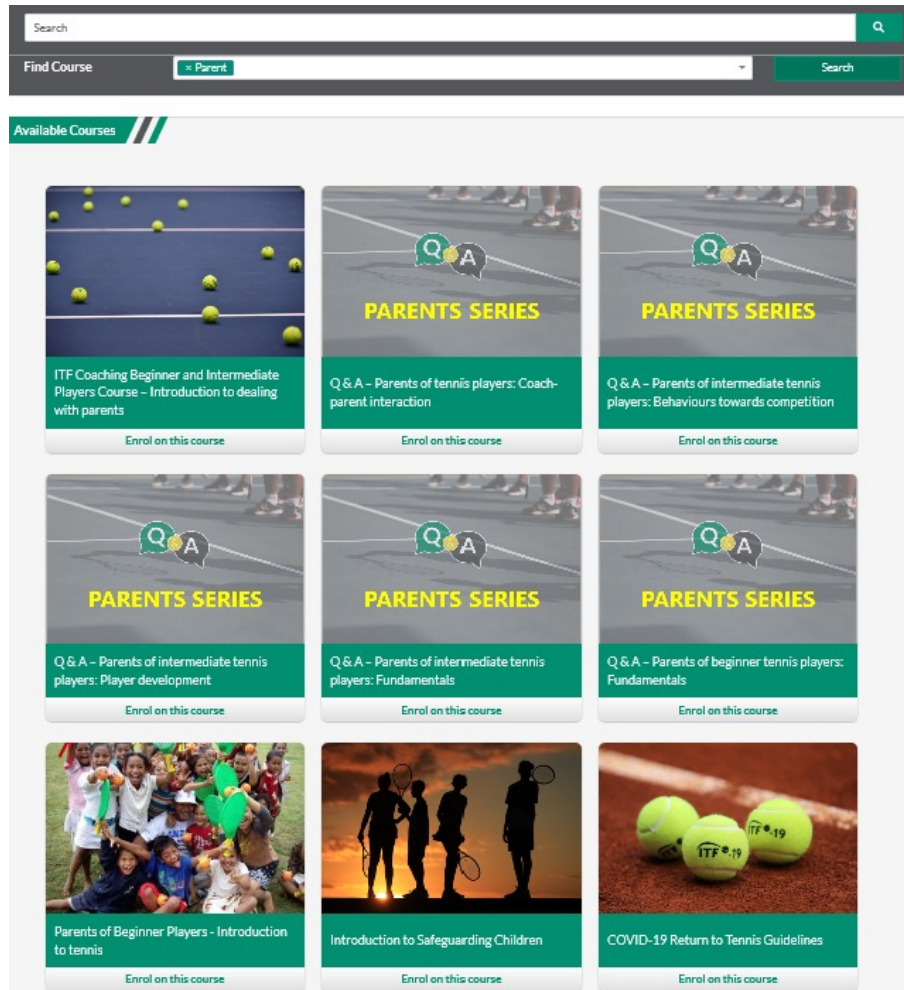 Search
Find Course
× Parent
Search
Available Courses
Q & A
PARENTS SERIES
Q & A
PARENTS SERIES
ITF Coaching Beginner and Intermediate
Players Course – Introduction to dealing
with parents
Q & A – Parents of tennis players: Coach-
parent interaction
Q & A – Parents of intermediate tennis
players: Behaviours towards competition
Enrol on this course
Enrol on this course
Enrol on this course
Q & A
PARENTS SERIES
Q & A
PARENTS SERIES
Q & A
PARENTS SERIES
Q & A – Parents of intermediate tennis
players: Player development
Q & A – Parents of intermediate tennis
players: Fundamentals
Q & A – Parents of beginner tennis players:
Fundamentals
Enrol on this course
Enrol on this course
Enrol on this course
ITF
-19
ITF -19
Parents of Beginner Players - Introduction
to tennis
Introduction to Safeguarding Children
COVID-19 Return to Tennis Guidelines
Enrol on this course
Enrol on this course
Enrol on this course